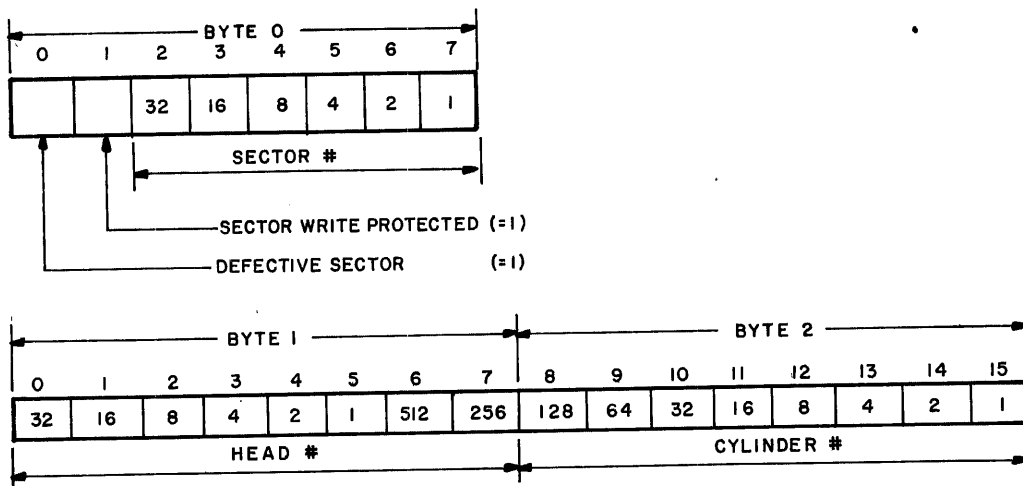 BYTE 0
0 1 2 3 4 5 6 7
32 16 8 4 2 1
SECTOR #
SECTOR WRITE PROTECTED (=1)
DEFECTIVE SECTOR (=1)
BYTE 1 BYTE 2
0 1 2 3 4 5 6 7 8 9 10 11 12 13 14 15
32 16 8 4 2 1 512 256 128 64 32 16 8 4 2 1
HEAD # CYLINDER #